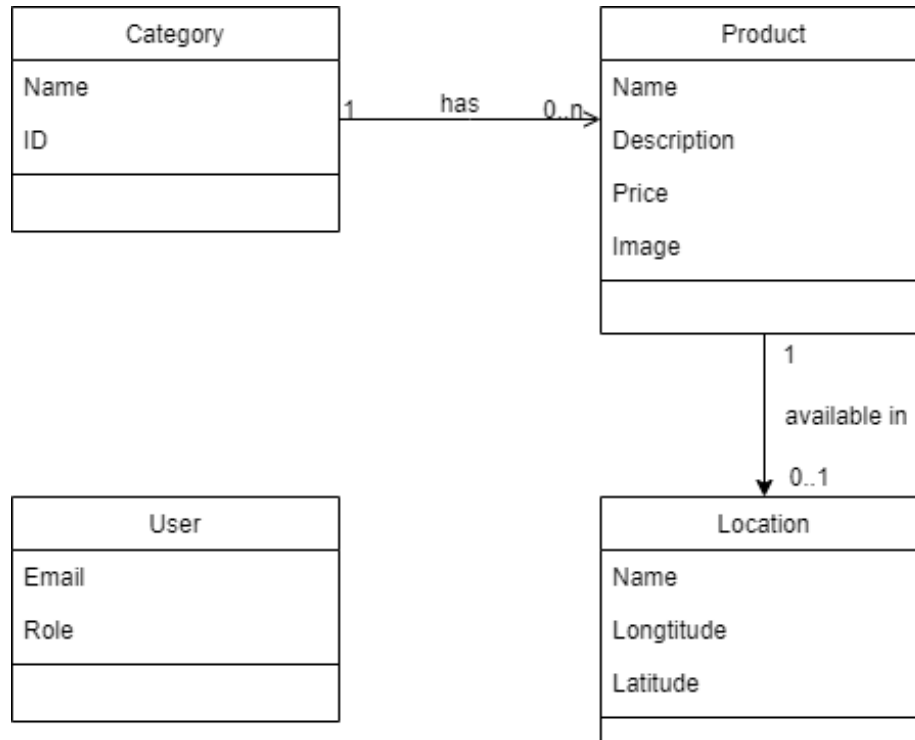 Category
Name
ID
1
has
0..n
Product
Name
Description
Price
Image
1
available in
0..1
User
Email
Role
Location
Name
Longtitude
Latitude